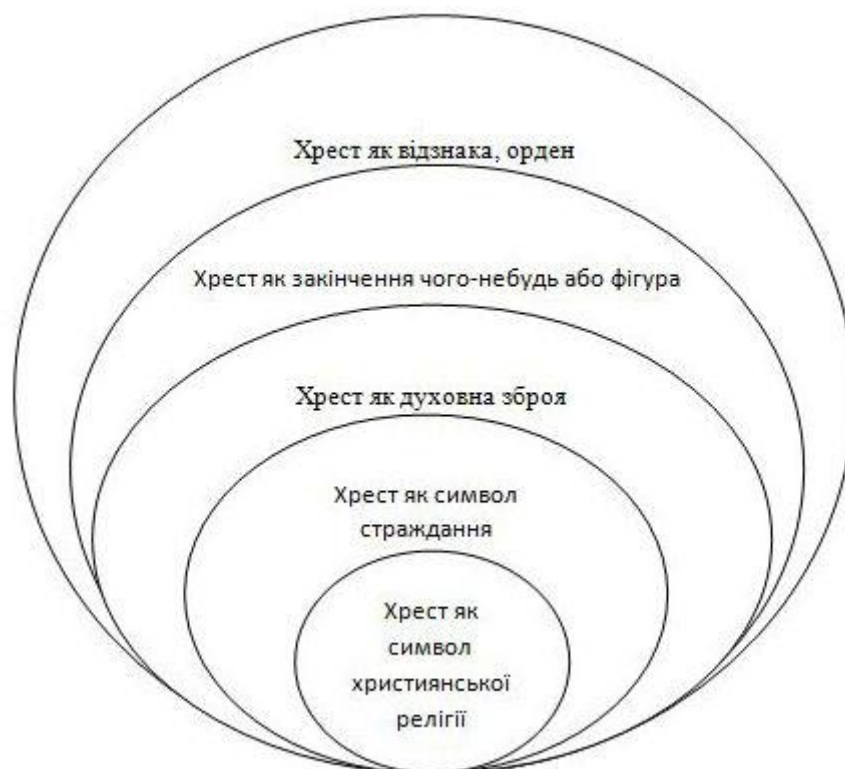 Хрест як відзнака, орден
Хрест як закінчення чого-небудь або фігура
Хрест як духовна зброя
Хрест як символ
страждання
Хрест як
символ
християнської
релігії